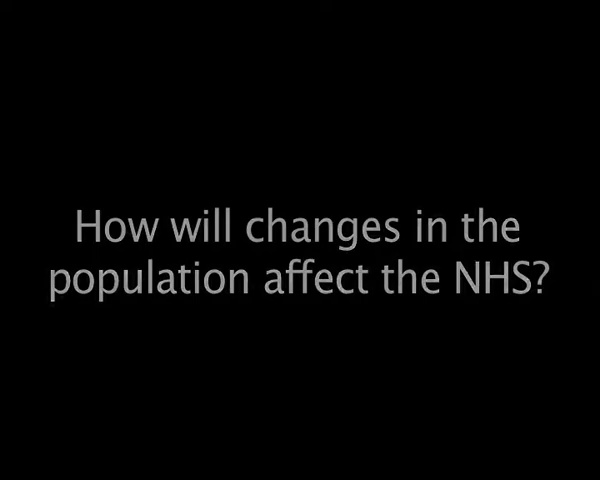 How will changes in the
population affect the NHS?